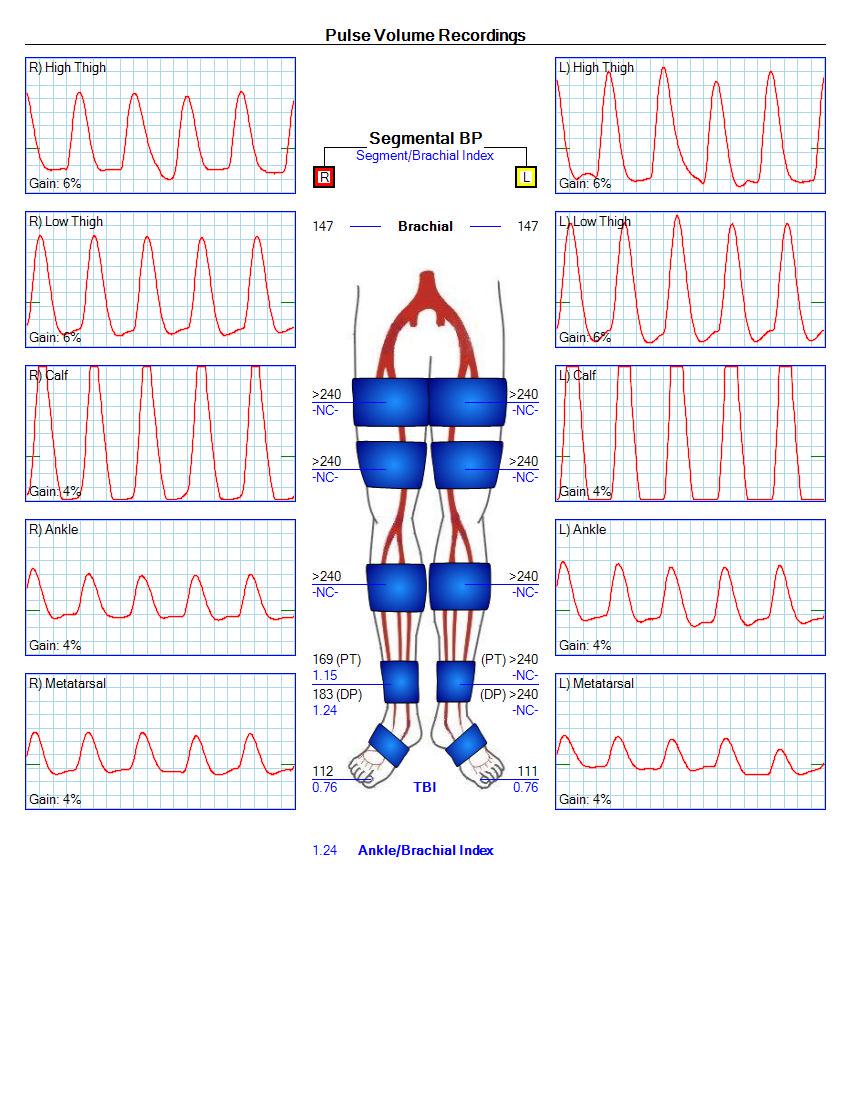 Pulse Volume Recordings
R) High Thigh
Gain: 6%
L) High Thigh
Gain: 6%
Segmental BP
Segment/Brachial Index
R
L
147 Brachial 147
R) Low Thigh
Gain: 6%
L) Low Thigh
Gain: 6%
R) Calf
Gain: 4%
L) Calf
Gain: 4%
>240 >240
-NC- -NC-
>240 >240
-NC- -NC-
R) Ankle
Gain: 4%
L) Ankle
Gain: 4%
>240 >240
-NC- -NC-
169 (PT) (PT) >240
1.15 -NC-
183 (DP) (DP) >240
1.24 -NC-
R) Metatarsal
Gain: 4%
L) Metatarsal
Gain: 4%
112 111
0.76 TBI 0.76
1.24 Ankle/Brachial Index